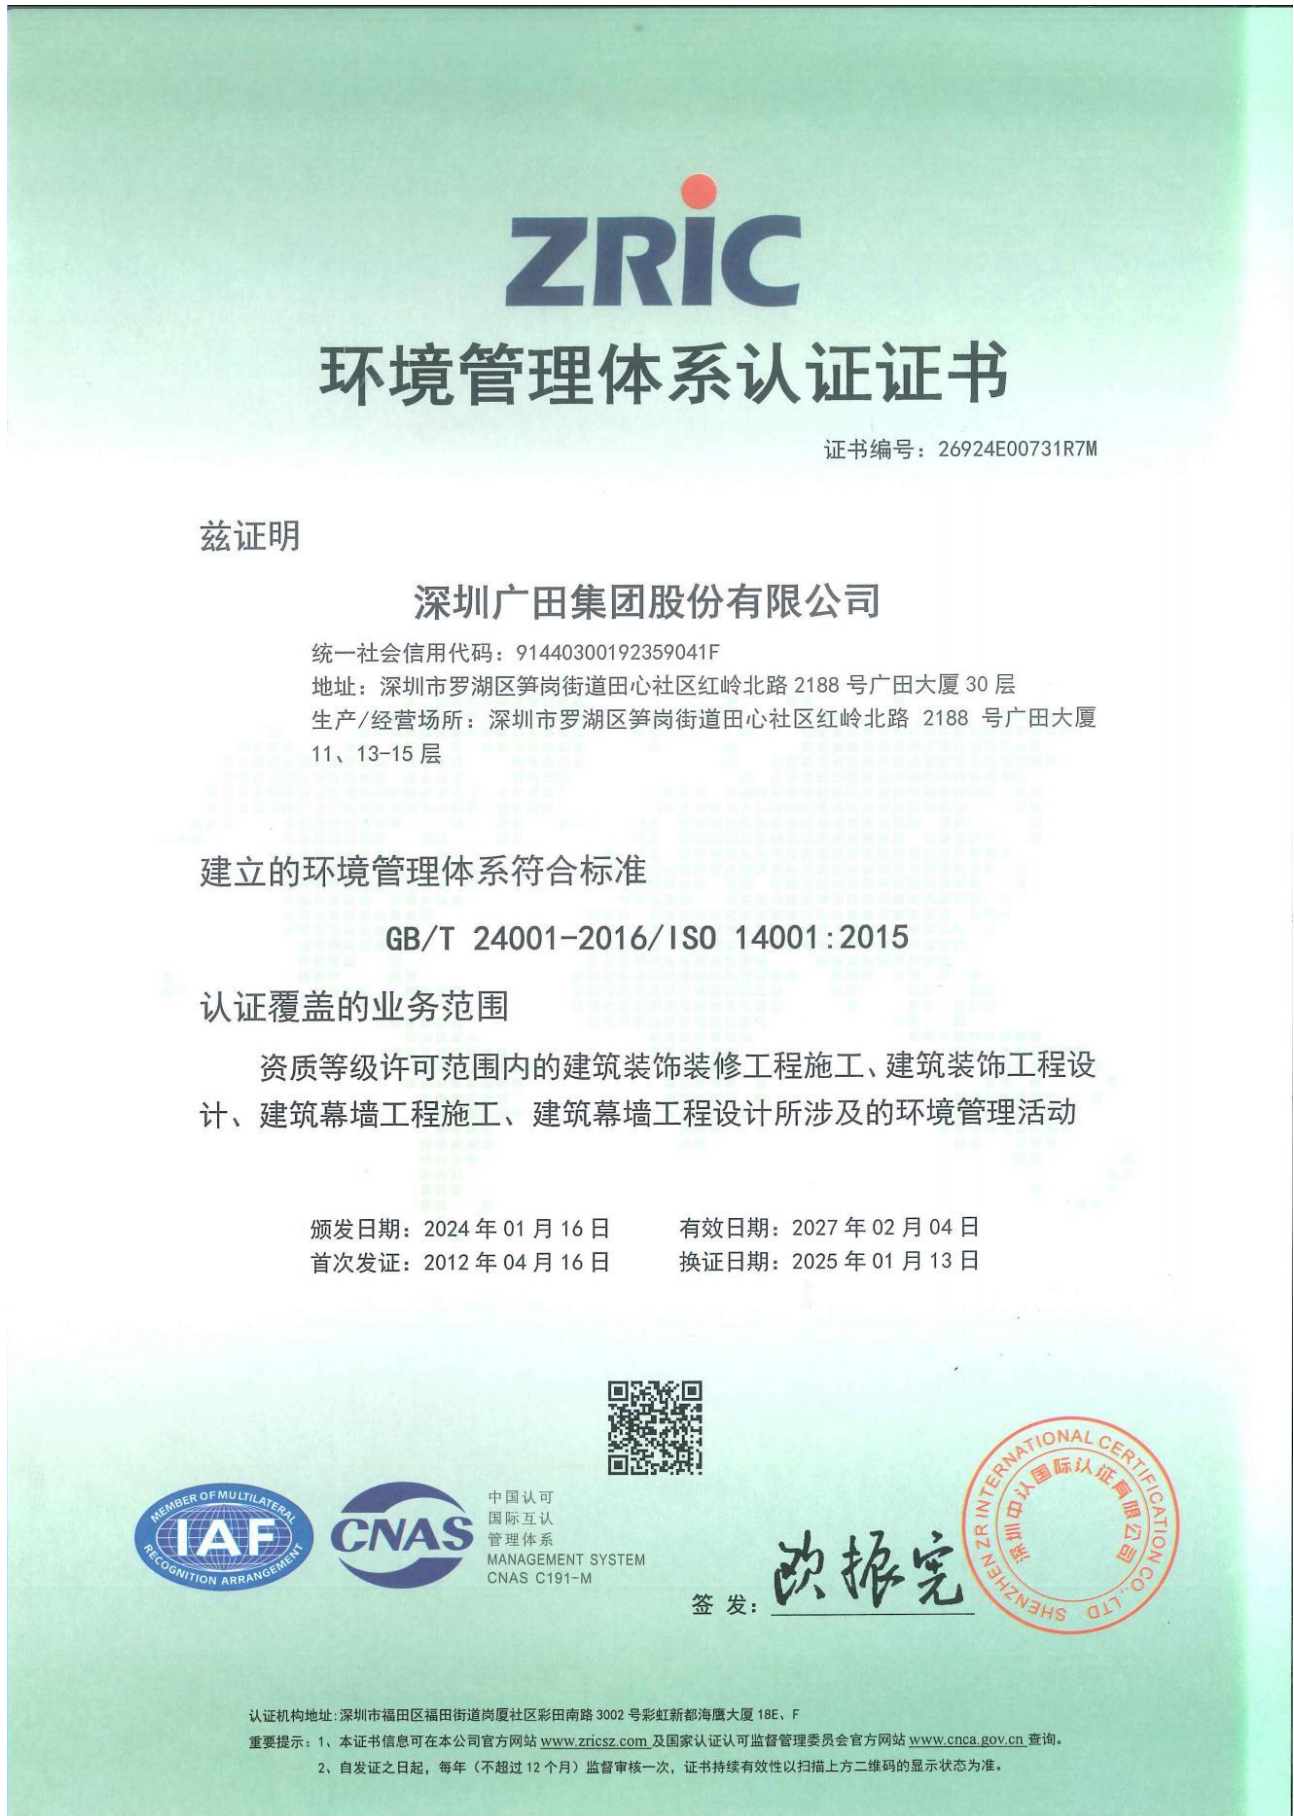 ZRiC
环境管理体系认证证书
证书编号：26924E00731R7M
兹证明
深圳广田集团股份有限公司
统一社会信用代码：91440300192359041F
地址：深圳市罗湖区笋岗街道田心社区红岭北路 2188 号广田大厦 30 层
生产/经营场所：深圳市罗湖区笋岗街道田心社区红岭北路 2188 号广田大厦
11、13-15 层
建立的环境管理体系符合标准
GB/T 24001-2016/ISO 14001:2015
认证覆盖的业务范围
资质等级许可范围内的建筑装饰装修工程施工、建筑装饰工程设
计、建筑幕墙工程施工、建筑幕墙工程设计所涉及的环境管理活动
颁发日期：2024 年 01 月 16 日 有效日期：2027 年 02 月 04 日
首次发证：2012 年 04 月 16 日 换证日期：2025 年 01 月 13 日
MEMBER OF MULTILATERAL
IAF
RECOGNITION ARRANGEMENT
CNAS
中国认可
国际互认
管理体系
MANAGEMENT SYSTEM
CNAS C191-M
签 发：欧振宪
SHENZHEN ZR INTERNATIONAL CERTIFICATION CO., LTD
深圳中认国际认证有限公司
认证机构地址:深圳市福田区福田街道岗厦社区彩田南路 3002 号彩虹新都海鹰大厦 18E、F
重要提示：1、本证书信息可在本公司官方网站 www.zricsz.com 及国家认证认可监督管理委员会官方网站 www.cnca.gov.cn 查询。
2、自发证之日起，每年（不超过 12 个月）监督审核一次，证书持续有效性以扫描上方二维码的显示状态为准。